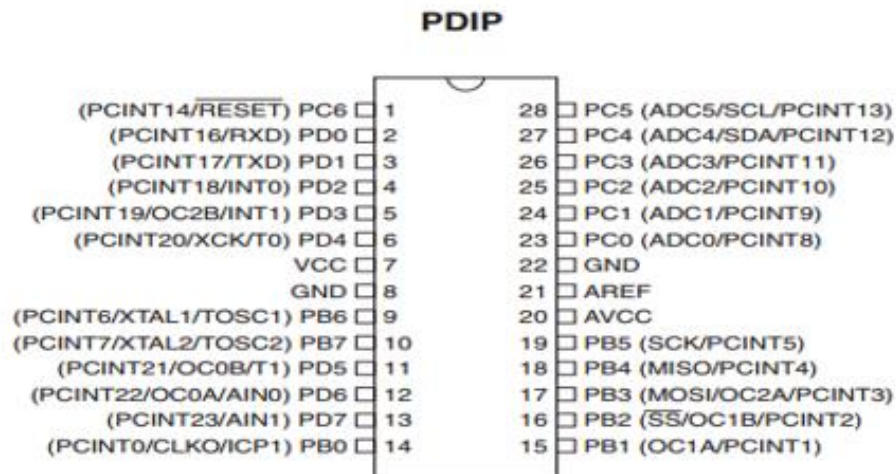 PDIP
(PCINT14/RESET) PC6 1 28 PC5 (ADC5/SCL/PCINT13)
(PCINT16/RXD) PD0 2 27 PC4 (ADC4/SDA/PCINT12)
(PCINT17/TXD) PD1 3 26 PC3 (ADC3/PCINT11)
(PCINT18/INT0) PD2 4 25 PC2 (ADC2/PCINT10)
(PCINT19/OC2B/INT1) PD3 5 24 PC1 (ADC1/PCINT9)
(PCINT20/XCK/T0) PD4 6 23 PC0 (ADC0/PCINT8)
VCC 7 22 GND
GND 8 21 AREF
(PCINT6/XTAL1/TOSC1) PB6 9 20 AVCC
(PCINT7/XTAL2/TOSC2) PB7 10 19 PB5 (SCK/PCINT5)
(PCINT21/OC0B/T1) PD5 11 18 PB4 (MISO/PCINT4)
(PCINT22/OC0A/AIN0) PD6 12 17 PB3 (MOSI/OC2A/PCINT3)
(PCINT23/AIN1) PD7 13 16 PB2 (SS/OC1B/PCINT2)
(PCINT0/CLKO/ICP1) PB0 14 15 PB1 (OC1A/PCINT1)